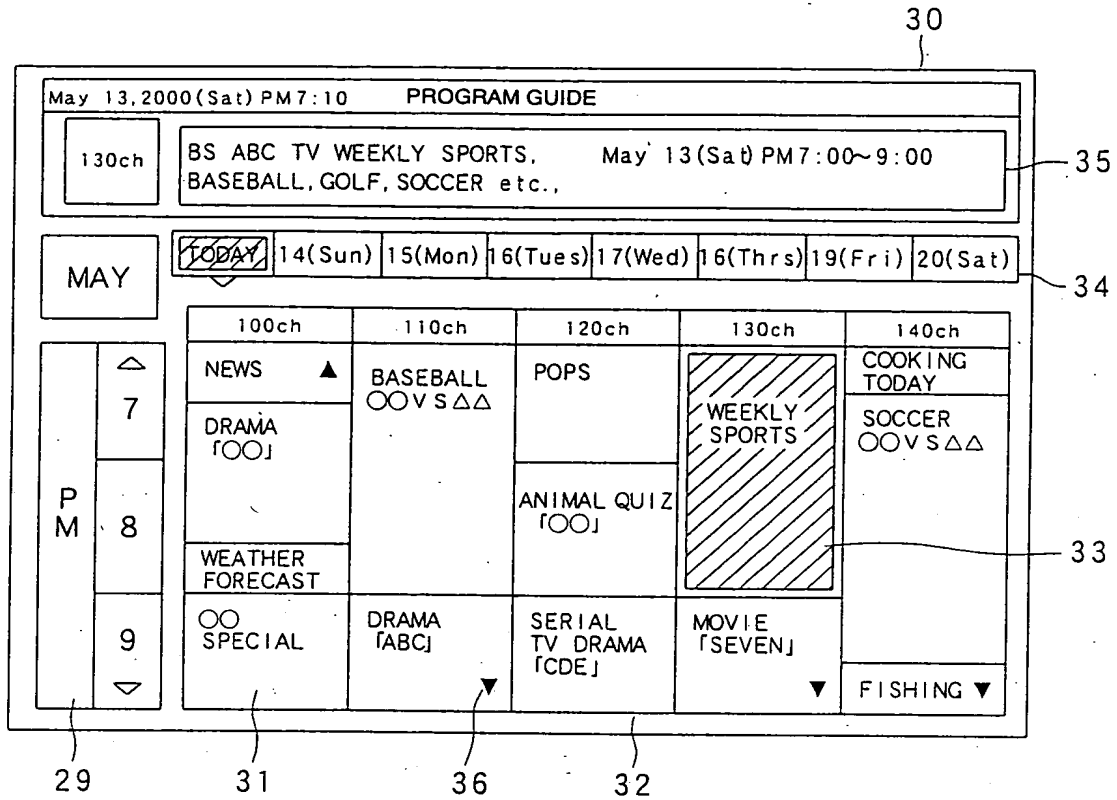 30
May 13,2000(Sat) PM7:10 PROGRAM GUIDE
130ch
BS ABC TV WEEKLY SPORTS, May 13(Sat) PM7:00~9:00
BASEBALL, GOLF, SOCCER etc.,
35
MAY
TODAY 14(Sun) 15(Mon) 16(Tues) 17(Wed) 16(Thrs) 19(Fri) 20(Sat)
34
100ch 110ch 120ch 130ch 140ch
PM
7
8
9
NEWS ▲
DRAMA
「○○」
WEATHER
FORECAST
○○
SPECIAL
BASEBALL
○○VS△△
DRAMA
「ABC」
▼
POPS
ANIMAL QUIZ
「○○」
SERIAL
TV DRAMA
「CDE」
WEEKLY
SPORTS
MOVIE
「SEVEN」
▼
COOKING
TODAY
SOCCER
○○VS△△
FISHING ▼
33
29 31 36 32